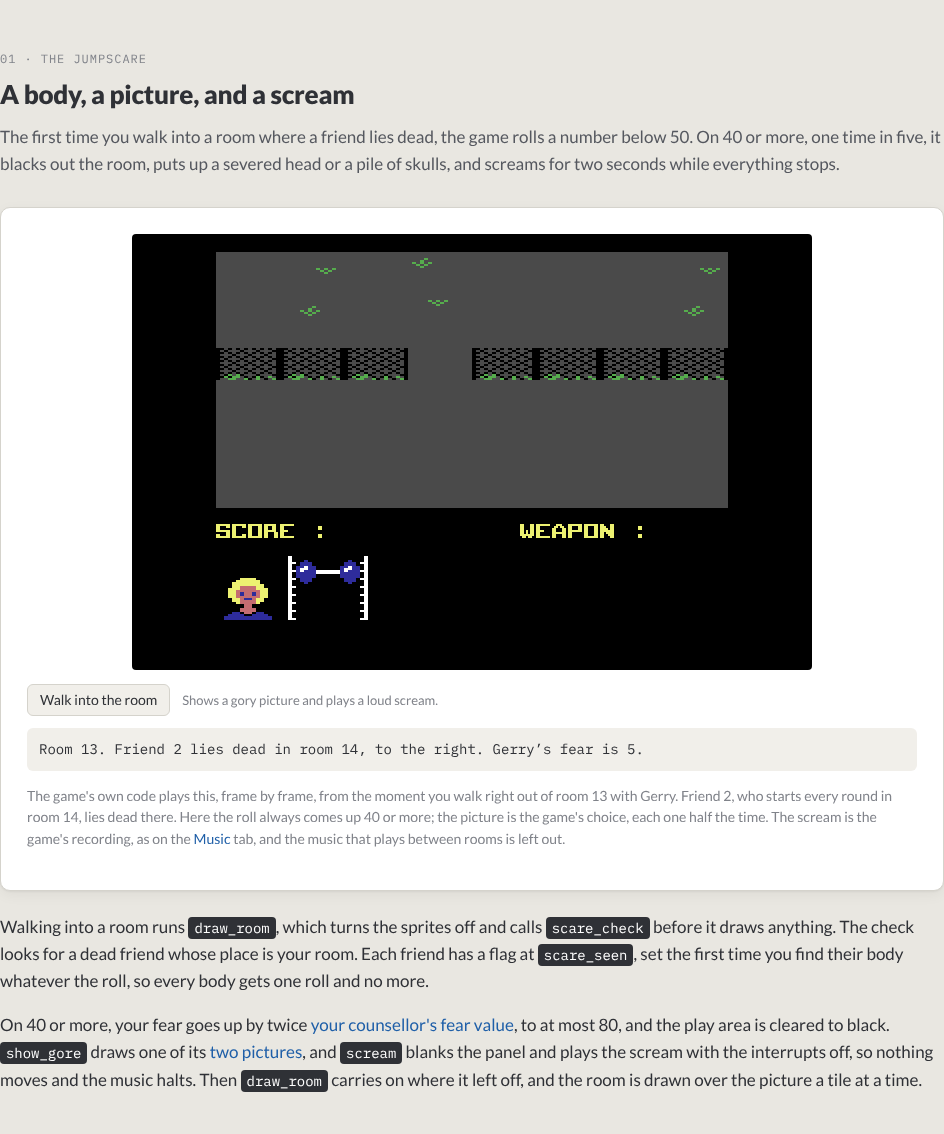 01 · THE JUMPSCARE
A body, a picture, and a scream
The first time you walk into a room where a friend lies dead, the game rolls a number below 50. On 40 or more, one time in five, it
blacks out the room, puts up a severed head or a pile of skulls, and screams for two seconds while everything stops.
SCORE :
WEAPON :
Walk into the room
Shows a gory picture and plays a loud scream.
Room 13. Friend 2 lies dead in room 14, to the right. Gerry’s fear is 5.
The game's own code plays this, frame by frame, from the moment you walk right out of room 13 with Gerry. Friend 2, who starts every round in
room 14, lies dead there. Here the roll always comes up 40 or more; the picture is the game's choice, each one half the time. The scream is the
game's recording, as on the Music tab, and the music that plays between rooms is left out.
Walking into a room runs draw_room, which turns the sprites off and calls scare_check before it draws anything. The check
looks for a dead friend whose place is your room. Each friend has a flag at scare_seen, set the first time you find their body
whatever the roll, so every body gets one roll and no more.
On 40 or more, your fear goes up by twice your counsellor's fear value, to at most 80, and the play area is cleared to black.
show_gore draws one of its two pictures, and scream blanks the panel and plays the scream with the interrupts off, so nothing
moves and the music halts. Then draw_room carries on where it left off, and the room is drawn over the picture a tile at a time.